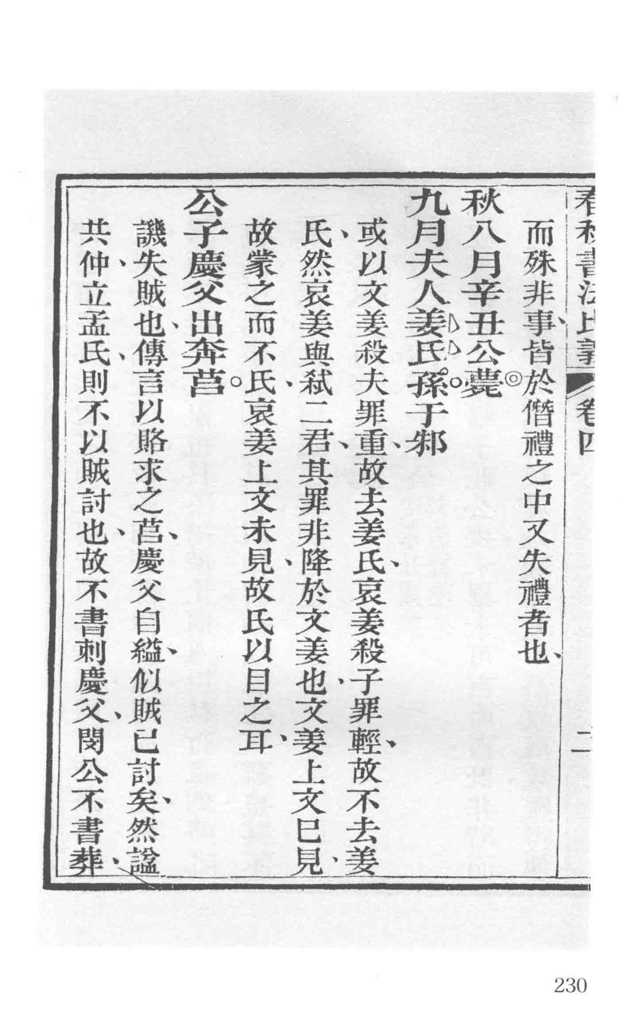 春秋書法比義 卷四 二
而殊非事皆於僭禮之中又失禮者也
秋八月辛丑公薨
九月夫人姜氏孫于邾
或以文姜殺夫罪重故去姜氏哀姜殺子罪輕故不去姜
氏然哀姜與弒二君其罪非降於文姜也文姜上文已見
故蒙之而不氏哀姜上文未見故氏以目之耳
公子慶父出奔莒
譏失賊也傳言以賂求之莒慶父自縊似賊已討矣然謚
共仲立孟氏則不以賊討也故不書刺慶父閔公不書葬
230